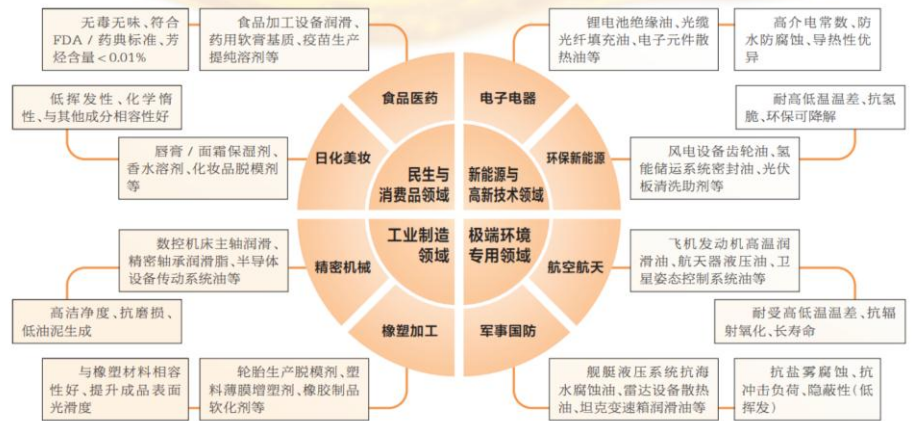 无毒无味、符合
FDA / 药典标准、芳
烃含量<0.01%
食品加工设备润滑、
药用软膏基质、疫苗生产
提纯溶剂等
食品医药
低挥发性、化学惰
性、与其他成分相容性好
唇膏 / 面霜保湿剂、
香水溶剂、化妆品脱模剂
等
日化美妆
民生与
消费品领域
锂电池绝缘油、光缆
光纤填充油、电子元件散
热油等
高介电常数、防
水防腐蚀、导热性优
异
电子电器
耐高低温温差、抗氢
脆、环保可降解
风电设备齿轮油、氢
能储运系统密封油、光伏
板清洗助剂等
环保新能源
新能源与
高新技术领域
工业制造
领域
数控机床主轴润滑、
精密轴承润滑脂、半导体
设备传动系统油等
精密机械
高洁净度、抗磨损、
低油泥生成
与橡塑材料相容
性好、提升成品表面
光滑度
轮胎生产脱模剂、塑
料薄膜增塑剂、橡胶制品
软化剂等
橡塑加工
极端环境
专用领域
航空航天
飞机发动机高温润
滑油、航天器液压油、卫
星姿态控制系统油等
耐受高低温温差、抗辐
射氧化、长寿命
军事国防
舰艇液压系统抗海
水腐蚀油、雷达设备散热
油、坦克变速箱润滑油等
抗盐雾腐蚀、抗
冲击负荷、隐蔽性(低
挥发)